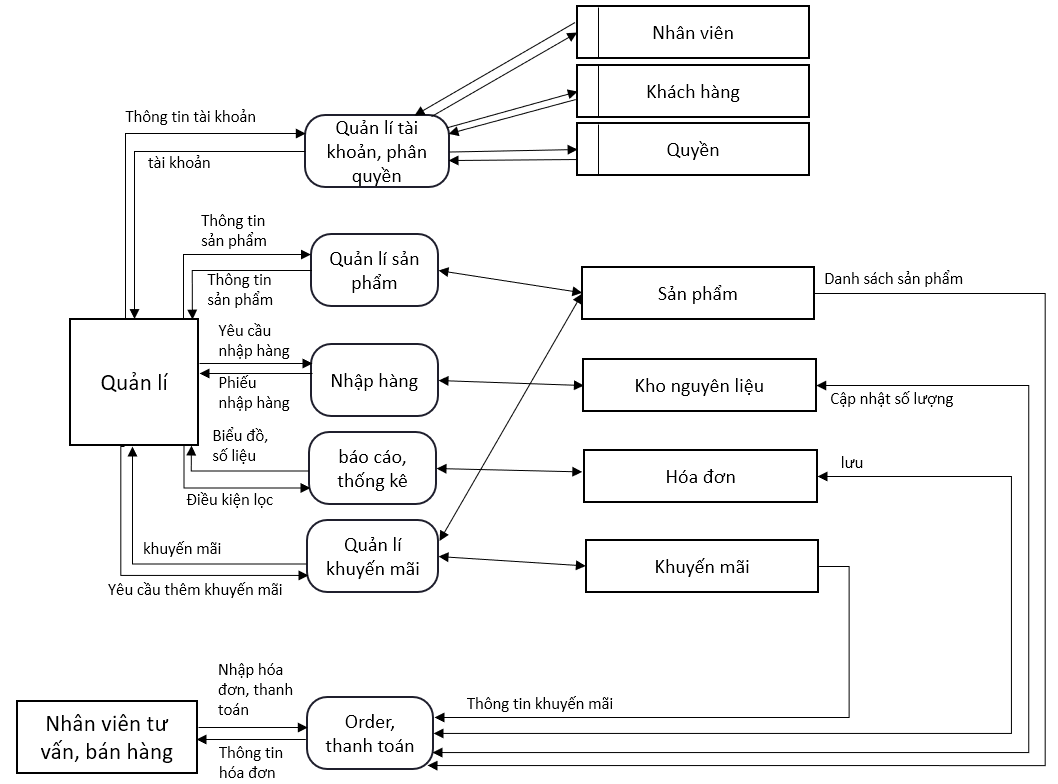 Nhân viên
Khách hàng
Quyền
Thông tin tài khoản
tài khoản
Quản lí tài
khoản, phân
quyền
Thông tin
sản phẩm
Thông tin
sản phẩm
Quản lí sản
phẩm
Sản phẩm
Danh sách sản phẩm
Quản lí
Yêu cầu
nhập hàng
Phiếu
nhập hàng
Nhập hàng
Kho nguyên liệu
Cập nhật số lượng
Biểu đồ,
số liệu
Điều kiện lọc
báo cáo,
thống kê
Hóa đơn
lưu
khuyến mãi
Yêu cầu thêm khuyến mãi
Quản lí
khuyến mãi
Khuyến mãi
Nhân viên tư
vấn, bán hàng
Nhập hóa
đơn, thanh
toán
Thông tin
hóa đơn
Order,
thanh toán
Thông tin khuyến mãi